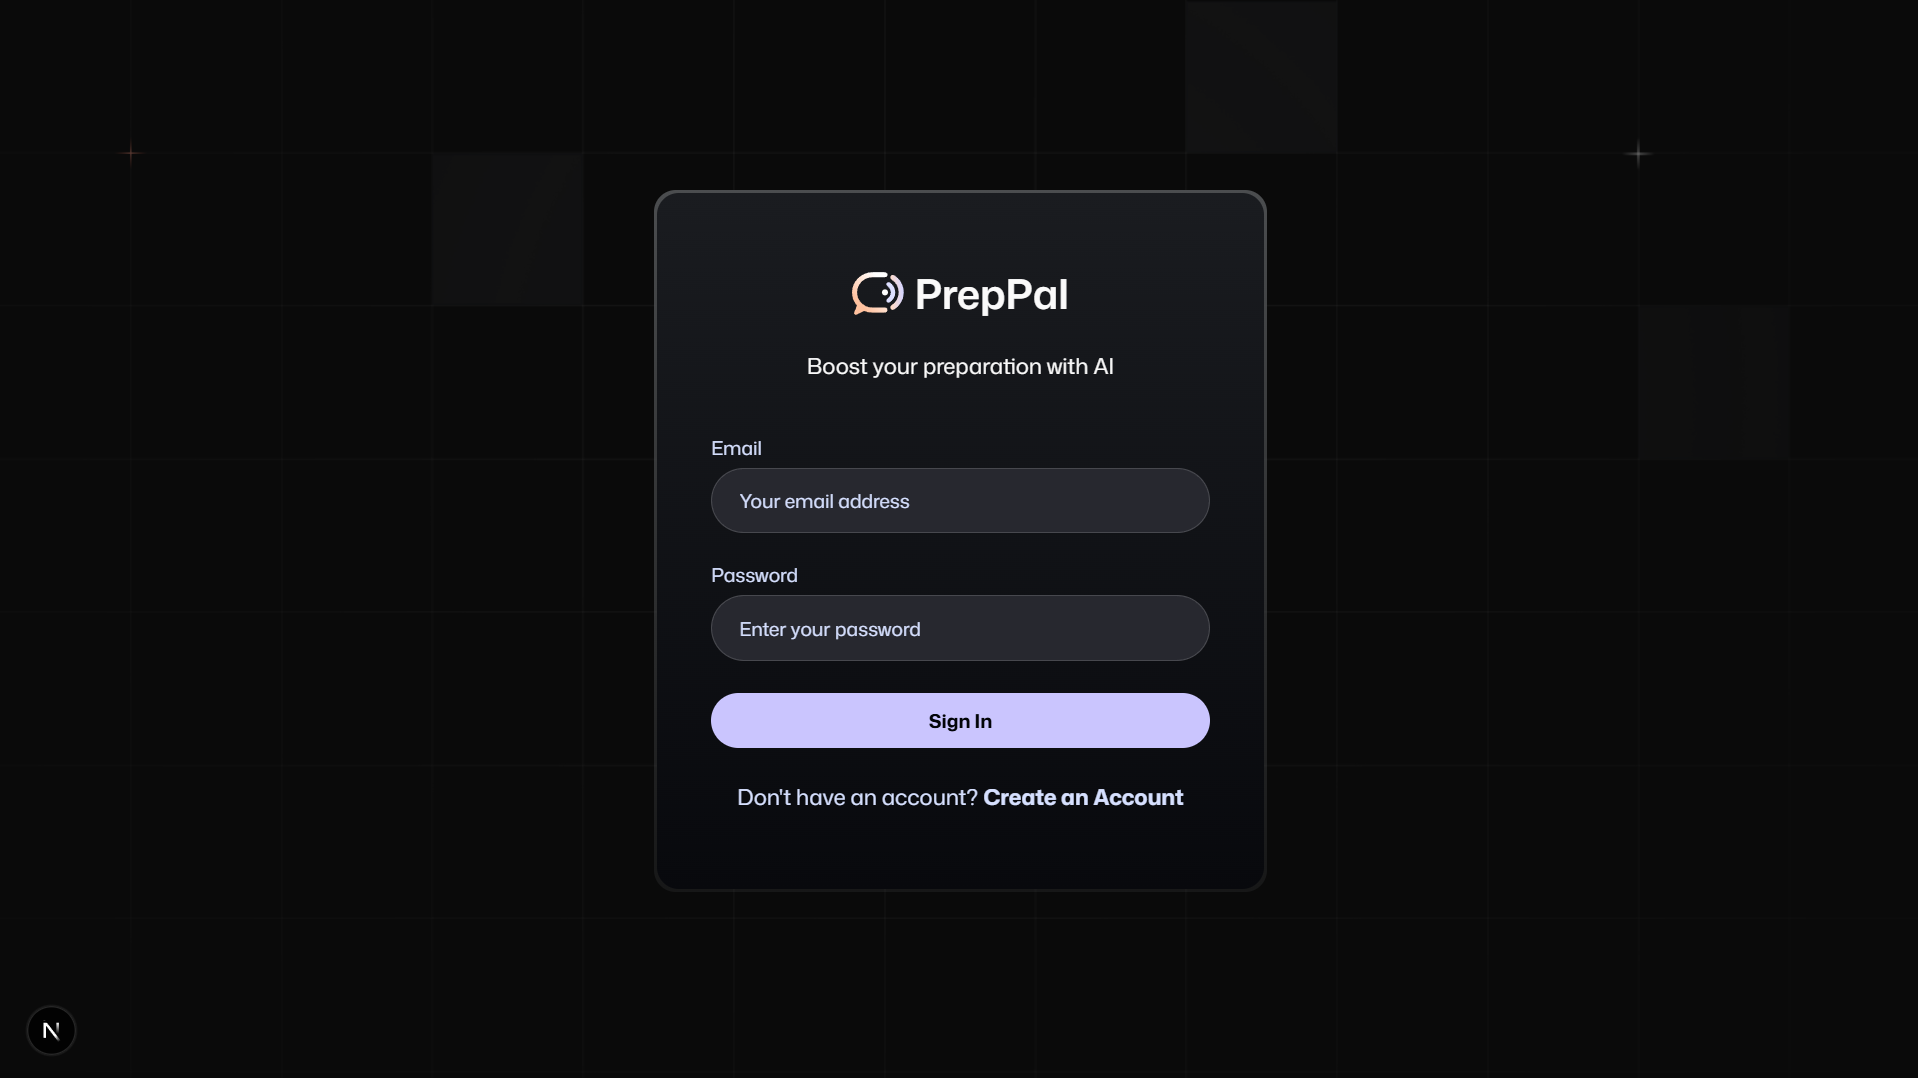 PrepPal
Boost your preparation with AI
Email
Your email address
Password
Enter your password
Sign In
Don't have an account? Create an Account
N